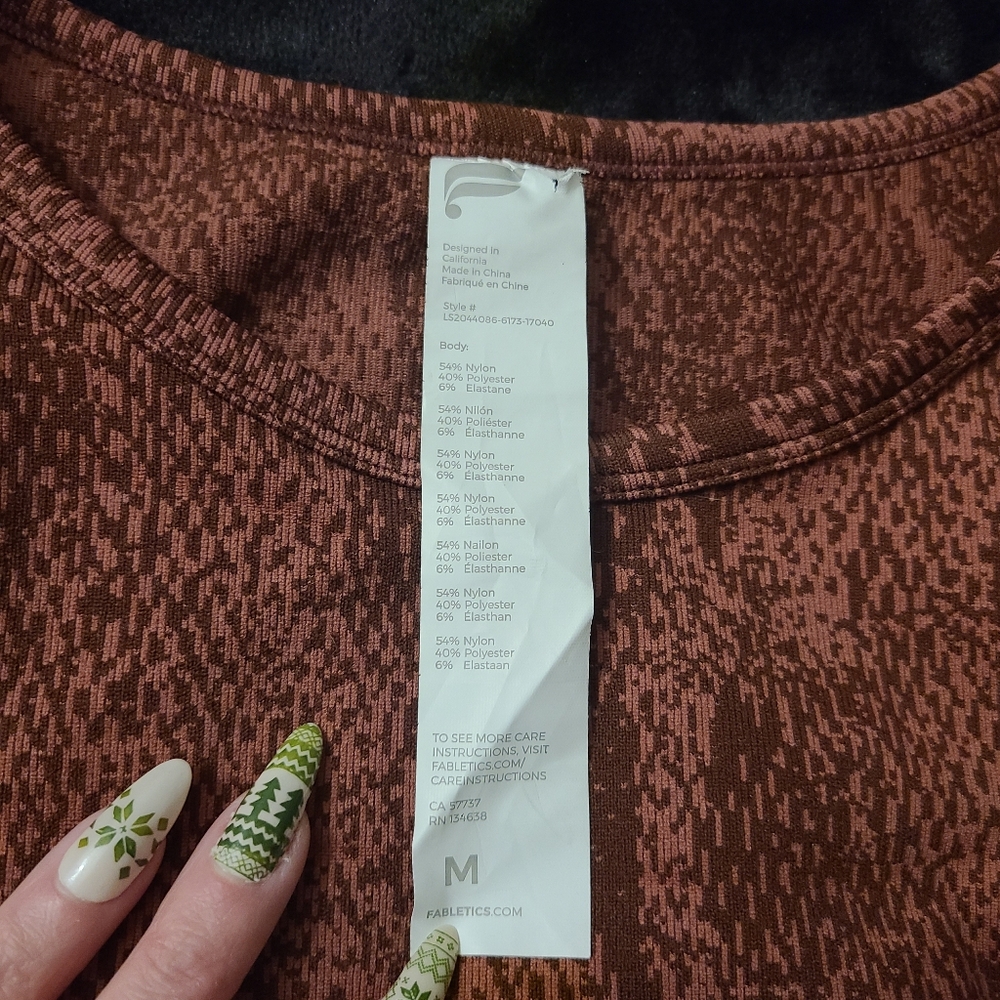 Designed in
California
Made in China
Fabriqué en Chine
Style #
LS2044086-6173-17040
Body:
54% Nylon
40% Polyester
6% Elastane
54% Nilón
40% Poliéster
6% Élasthanne
54% Nylon
40% Polyester
6% Élasthanne
54% Nylon
40% Polyester
6% Élasthanne
54% Nailon
40% Poliester
6% Élasthanne
54% Nylon
40% Polyester
6% Élasthan
54% Nylon
40% Polyester
6% Elastaan
TO SEE MORE CARE
INSTRUCTIONS, VISIT
FABLETICS.COM/
CAREINSTRUCTIONS
CA 57737
RN 134638
M
FABLETICS.COM